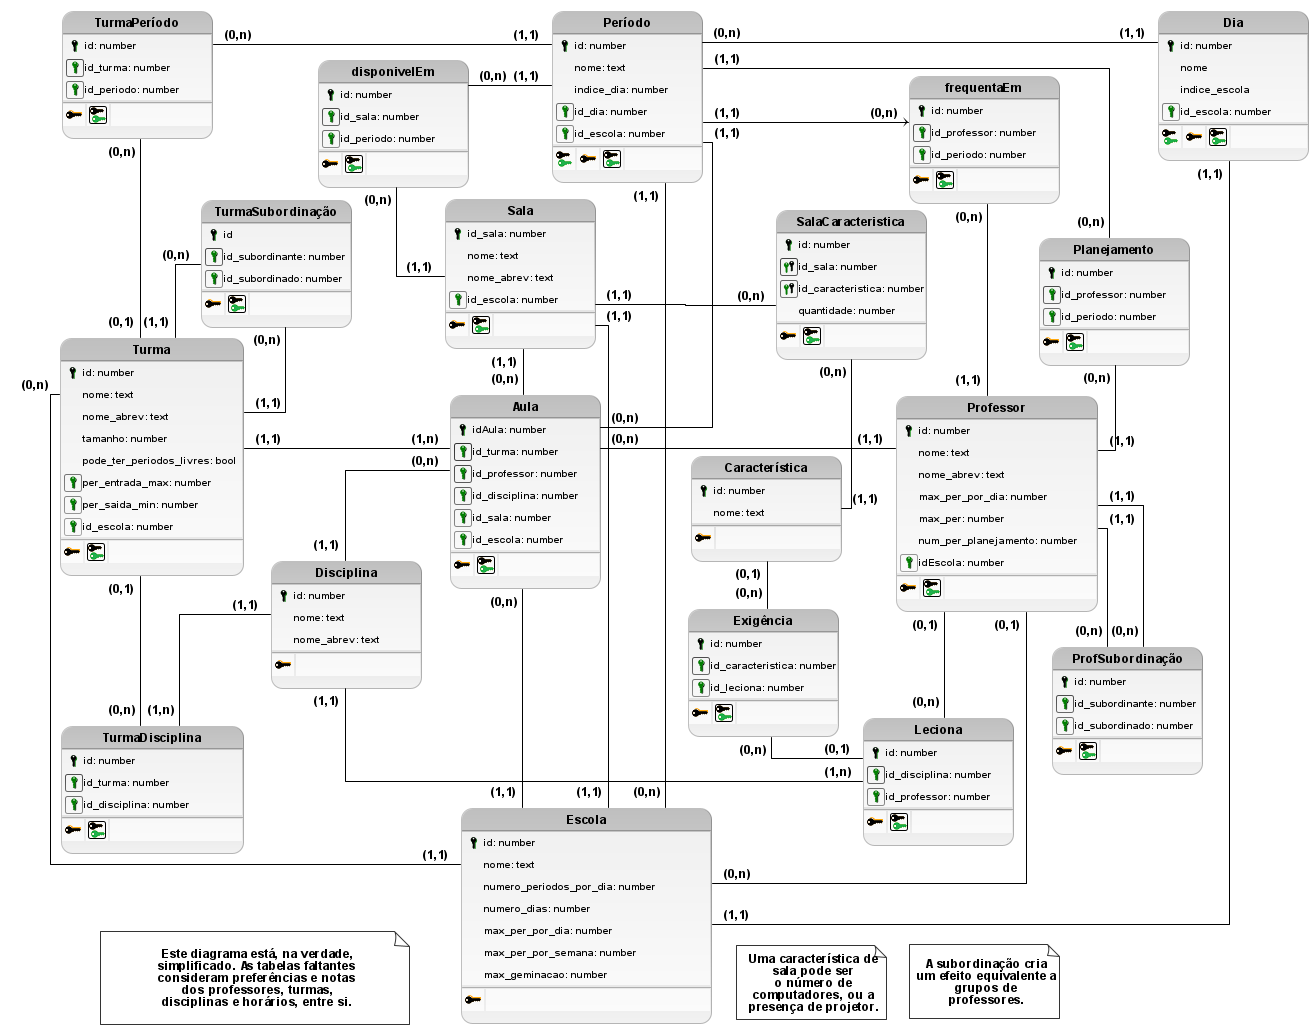 TurmaPeríodo
id: number
id_turma: number
id_periodo: number
(0,n)
(1,1)
Período
id: number
nome: text
indice_dia: number
id_dia: number
id_escola: number
(0,n)
(1,1)
Dia
id: number
nome
indice_escola
id_escola: number
disponivelEm
id: number
id_sala: number
id_periodo: number
(0,n)
(1,1)
(1,1)
(1,1)
(0,n)
(1,1)
frequentaEm
id: number
id_professor: number
id_periodo: number
(0,n)
(0,n)
(1,1)
(0,n)
(1,1)
(0,n)
TurmaSubordinação
id
id_subordinante: number
id_subordinado: number
(0,n)
(0,n)
Sala
id_sala: number
nome: text
nome_abrev: text
id_escola: number
(1,1)
(1,1)
(1,1)
(0,n)
SalaCaracteristica
id: number
id_sala: number
id_caracteristica: number
quantidade: number
(0,n)
Planejamento
id: number
id_professor: number
id_periodo: number
(0,n)
(0,1)
(1,1)
(1,1)
(0,n)
(1,1)
Turma
id: number
nome: text
nome_abrev: text
tamanho: number
pode_ter_periodos_livres: bool
per_entrada_max: number
per_saida_min: number
id_escola: number
(0,n)
(1,1)
(1,1)
(1,n)
(0,n)
Aula
idAula: number
id_turma: number
id_professor: number
id_disciplina: number
id_sala: number
id_escola: number
(0,n)
(0,n)
(1,1)
Professor
id: number
nome: text
nome_abrev: text
max_per_por_dia: number
max_per: number
num_per_planejamento: number
idEscola: number
(1,1)
(1,1)
(1,1)
Característica
id: number
nome: text
(1,1)
(1,1)
Disciplina
id: number
nome: text
nome_abrev: text
(0,1)
(1,1)
(0,n)
(0,1)
(0,n)
Exigência
id: number
id_caracteristica: number
id_leciona: number
(0,1)
(0,1)
(0,n)
(0,n)
ProfSubordinação
id: number
id_subordinante: number
id_subordinado: number
(0,n)
(1,n)
(1,1)
(0,n)
TurmaDisciplina
id: number
id_turma: number
id_disciplina: number
(0,n)
(0,1)
(1,n)
Leciona
id: number
id_disciplina: number
id_professor: number
(1,1)
(1,1)
(0,n)
Escola
id: number
nome: text
numero_periodos_por_dia: number
numero_dias: number
max_per_por_dia: number
max_per_por_semana: number
max_geminacao: number
(1,1)
(0,n)
(1,1)
Este diagrama está, na verdade,
simplificado. As tabelas faltantes
consideram preferências e notas
dos professores, turmas,
disciplinas e horários, entre si.
Uma característica de
sala pode ser
o número de
computadores, ou a
presença de projetor.
A subordinação cria
um efeito equivalente a
grupos de
professores.